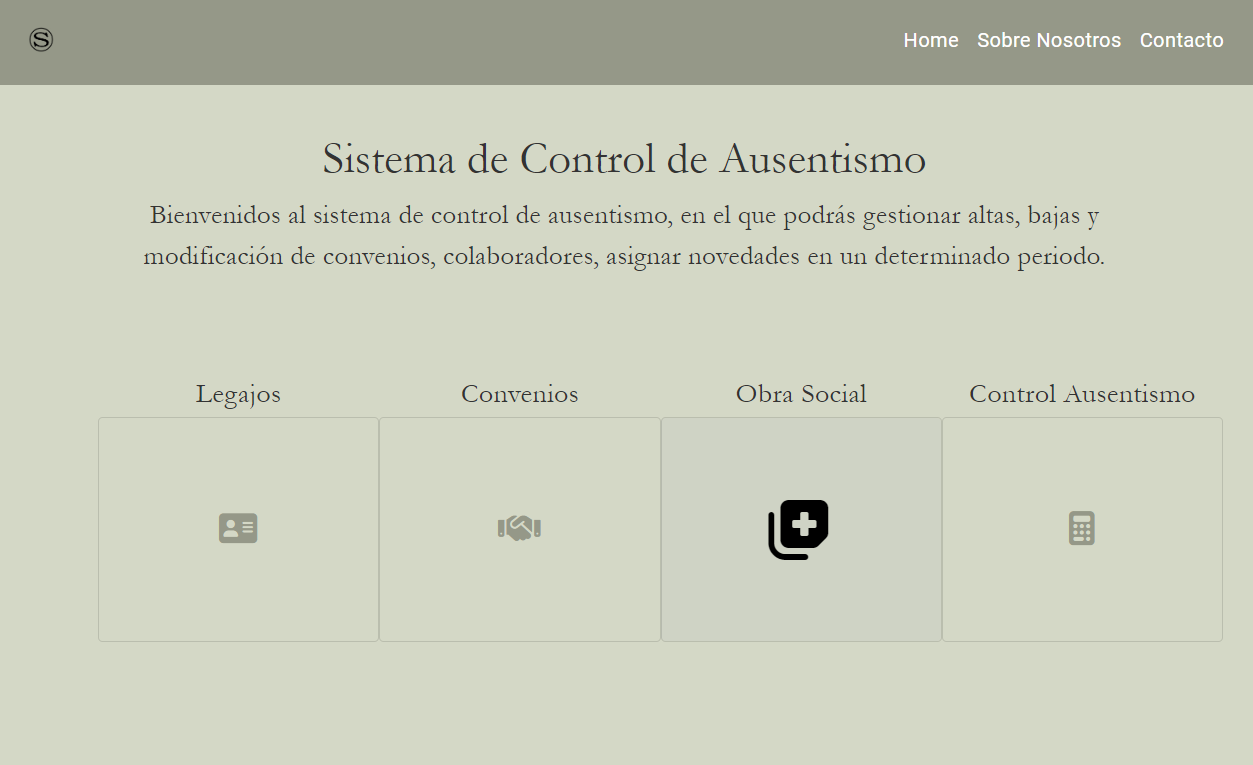 S
Home Sobre Nosotros Contacto
Sistema de Control de Ausentismo
Bienvenidos al sistema de control de ausentismo, en el que podrás gestionar altas, bajas y
modificación de convenios, colaboradores, asignar novedades en un determinado periodo.
Legajos Convenios Obra Social Control Ausentismo